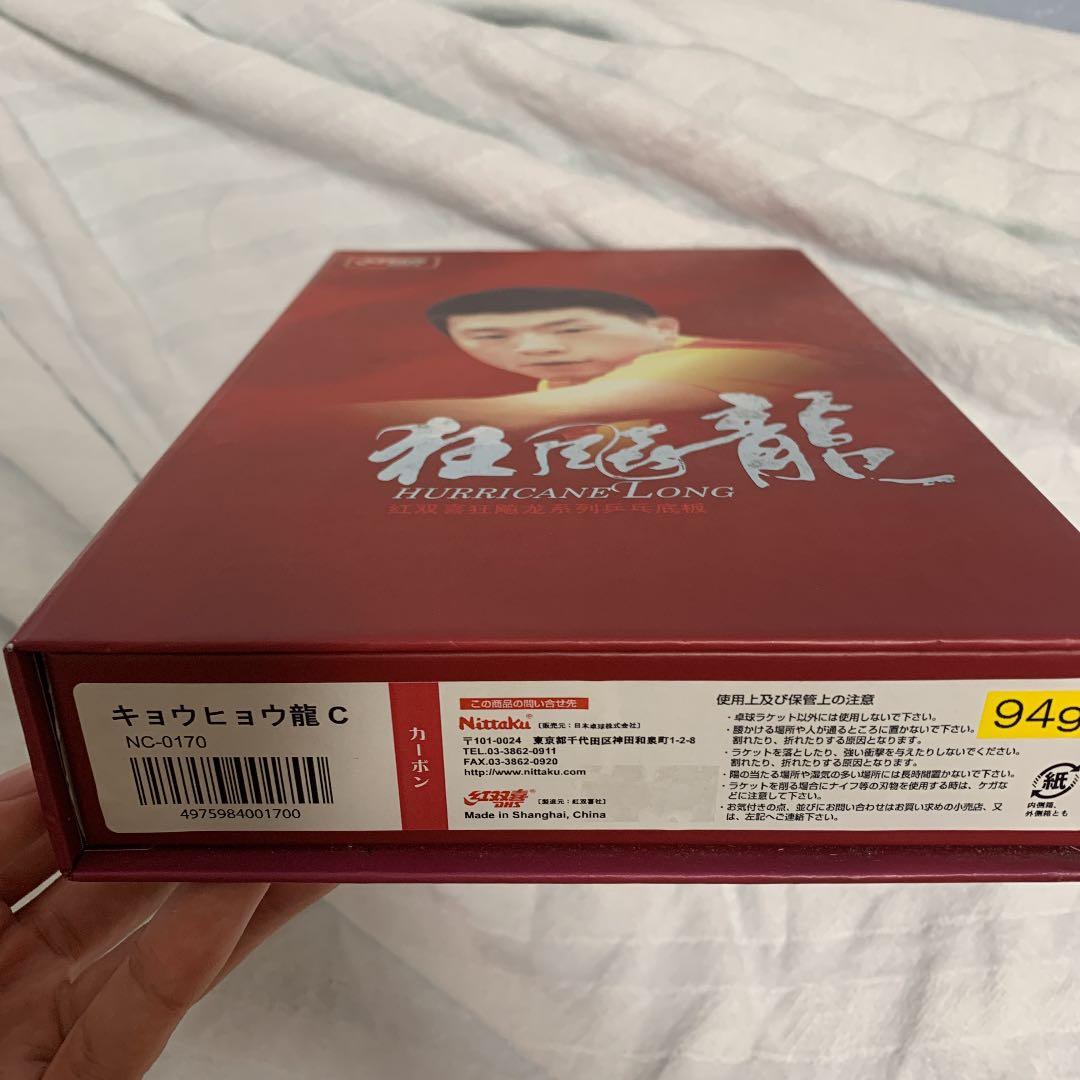 狂飚龍
HURRICANE LONG
红双喜狂飚龙系列乒乓底板
キョウヒョウ龍 C
NC-0170
4975984001700
カーボン
この商品の問い合せ先
Nittaku [販売元：日本卓球株式会社]
〒101-0024 東京都千代田区神田和泉町1-2-8
TEL.03-3862-0911
FAX.03-3862-0920
http://www.nittaku.com
红双喜 DHS [製造元：紅双喜社]
Made in Shanghai, China
使用上及び保管上の注意
・卓球ラケット以外には使用しないで下さい。
・腰かける場所や人が通るところに置かないで下さい。
割れたり、折れたりする原因となります。
・ラケットを落としたり、強い衝撃を与えたりしないでください。
割れたり、折れたりする原因となります。
・陽の当たる場所や湿気の多い場所には長時間置かないで下さい。
・ラケットを削る場合にナイフ等の刃物を使用する時は、ケガな
どに注意して下さい。
・お気付きの点、並びにお問い合わせはお買い求めの小売店、又
は、左記へご連絡下さい。
94g
紙
内側箱、
外側箱とも